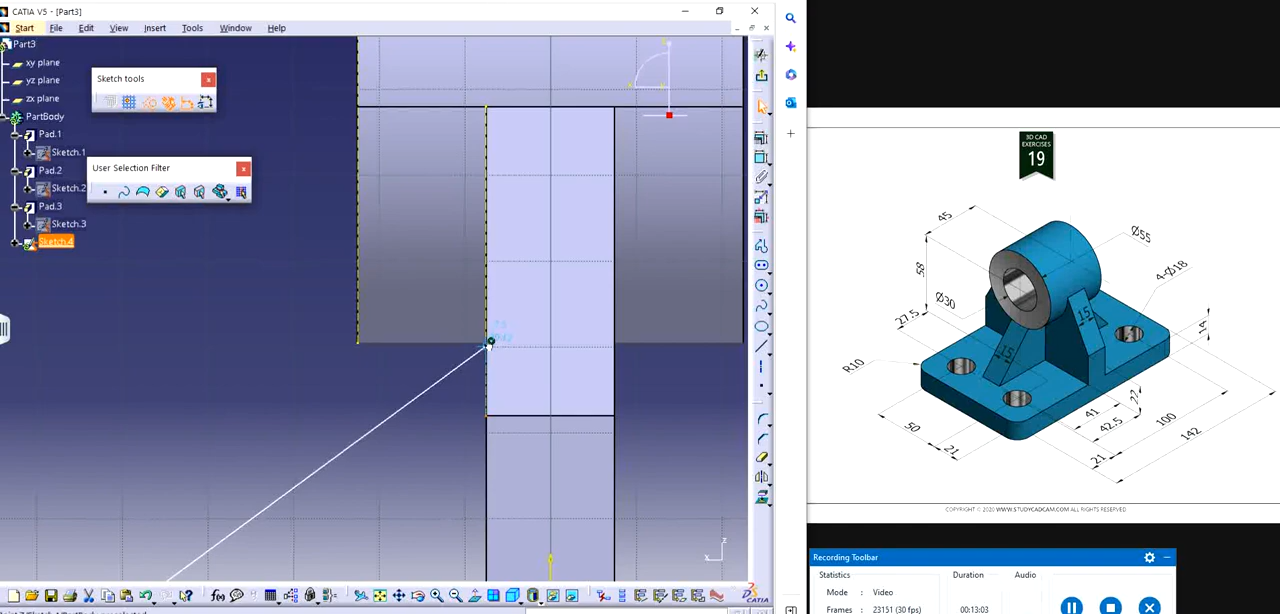 CATIA V5 - [Part3]
Start File Edit View Insert Tools Window Help
Part3
xy plane
yz plane
zx plane
PartBody
Pad.1
Sketch.1
Pad.2
Sketch.2
Pad.3
Sketch.3
Sketch.4
Sketch tools
User Selection Filter
z
x
CATIA
3D CAD
EXERCISES
19
45
Ø55
58
4-Ø18
Ø30
27.5
15
14
15
R10
27
41
42.5
100
50
21
142
21
COPYRIGHT © 2020 WWW.STUDYCADCAM.COM ALL RIGHTS RESERVED
Recording Toolbar
Statistics Duration Audio
Mode : Video
Frames : 23151 (30 fps) 00:13:03